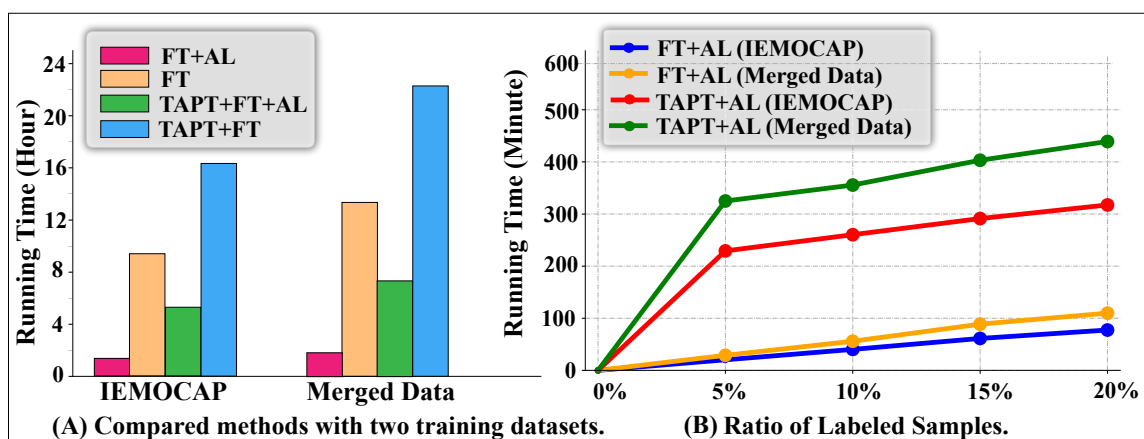 Running Time (Hour)
24
20
16
12
8
4
0
FT+AL
FT
TAPT+FT+AL
TAPT+FT
IEMOCAP
Merged Data
(A) Compared methods with two training datasets.
Running Time (Minute)
600
500
400
300
200
100
0
FT+AL (IEMOCAP)
FT+AL (Merged Data)
TAPT+AL (IEMOCAP)
TAPT+AL (Merged Data)
0% 5% 10% 15% 20%
(B) Ratio of Labeled Samples.